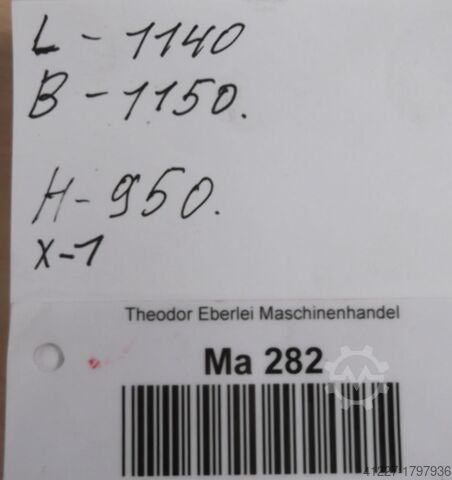 L - 1140
B - 1150.
H - 950.
X-1
Theodor Eberlei Maschinenhandel
Ma 282
41227-1797936